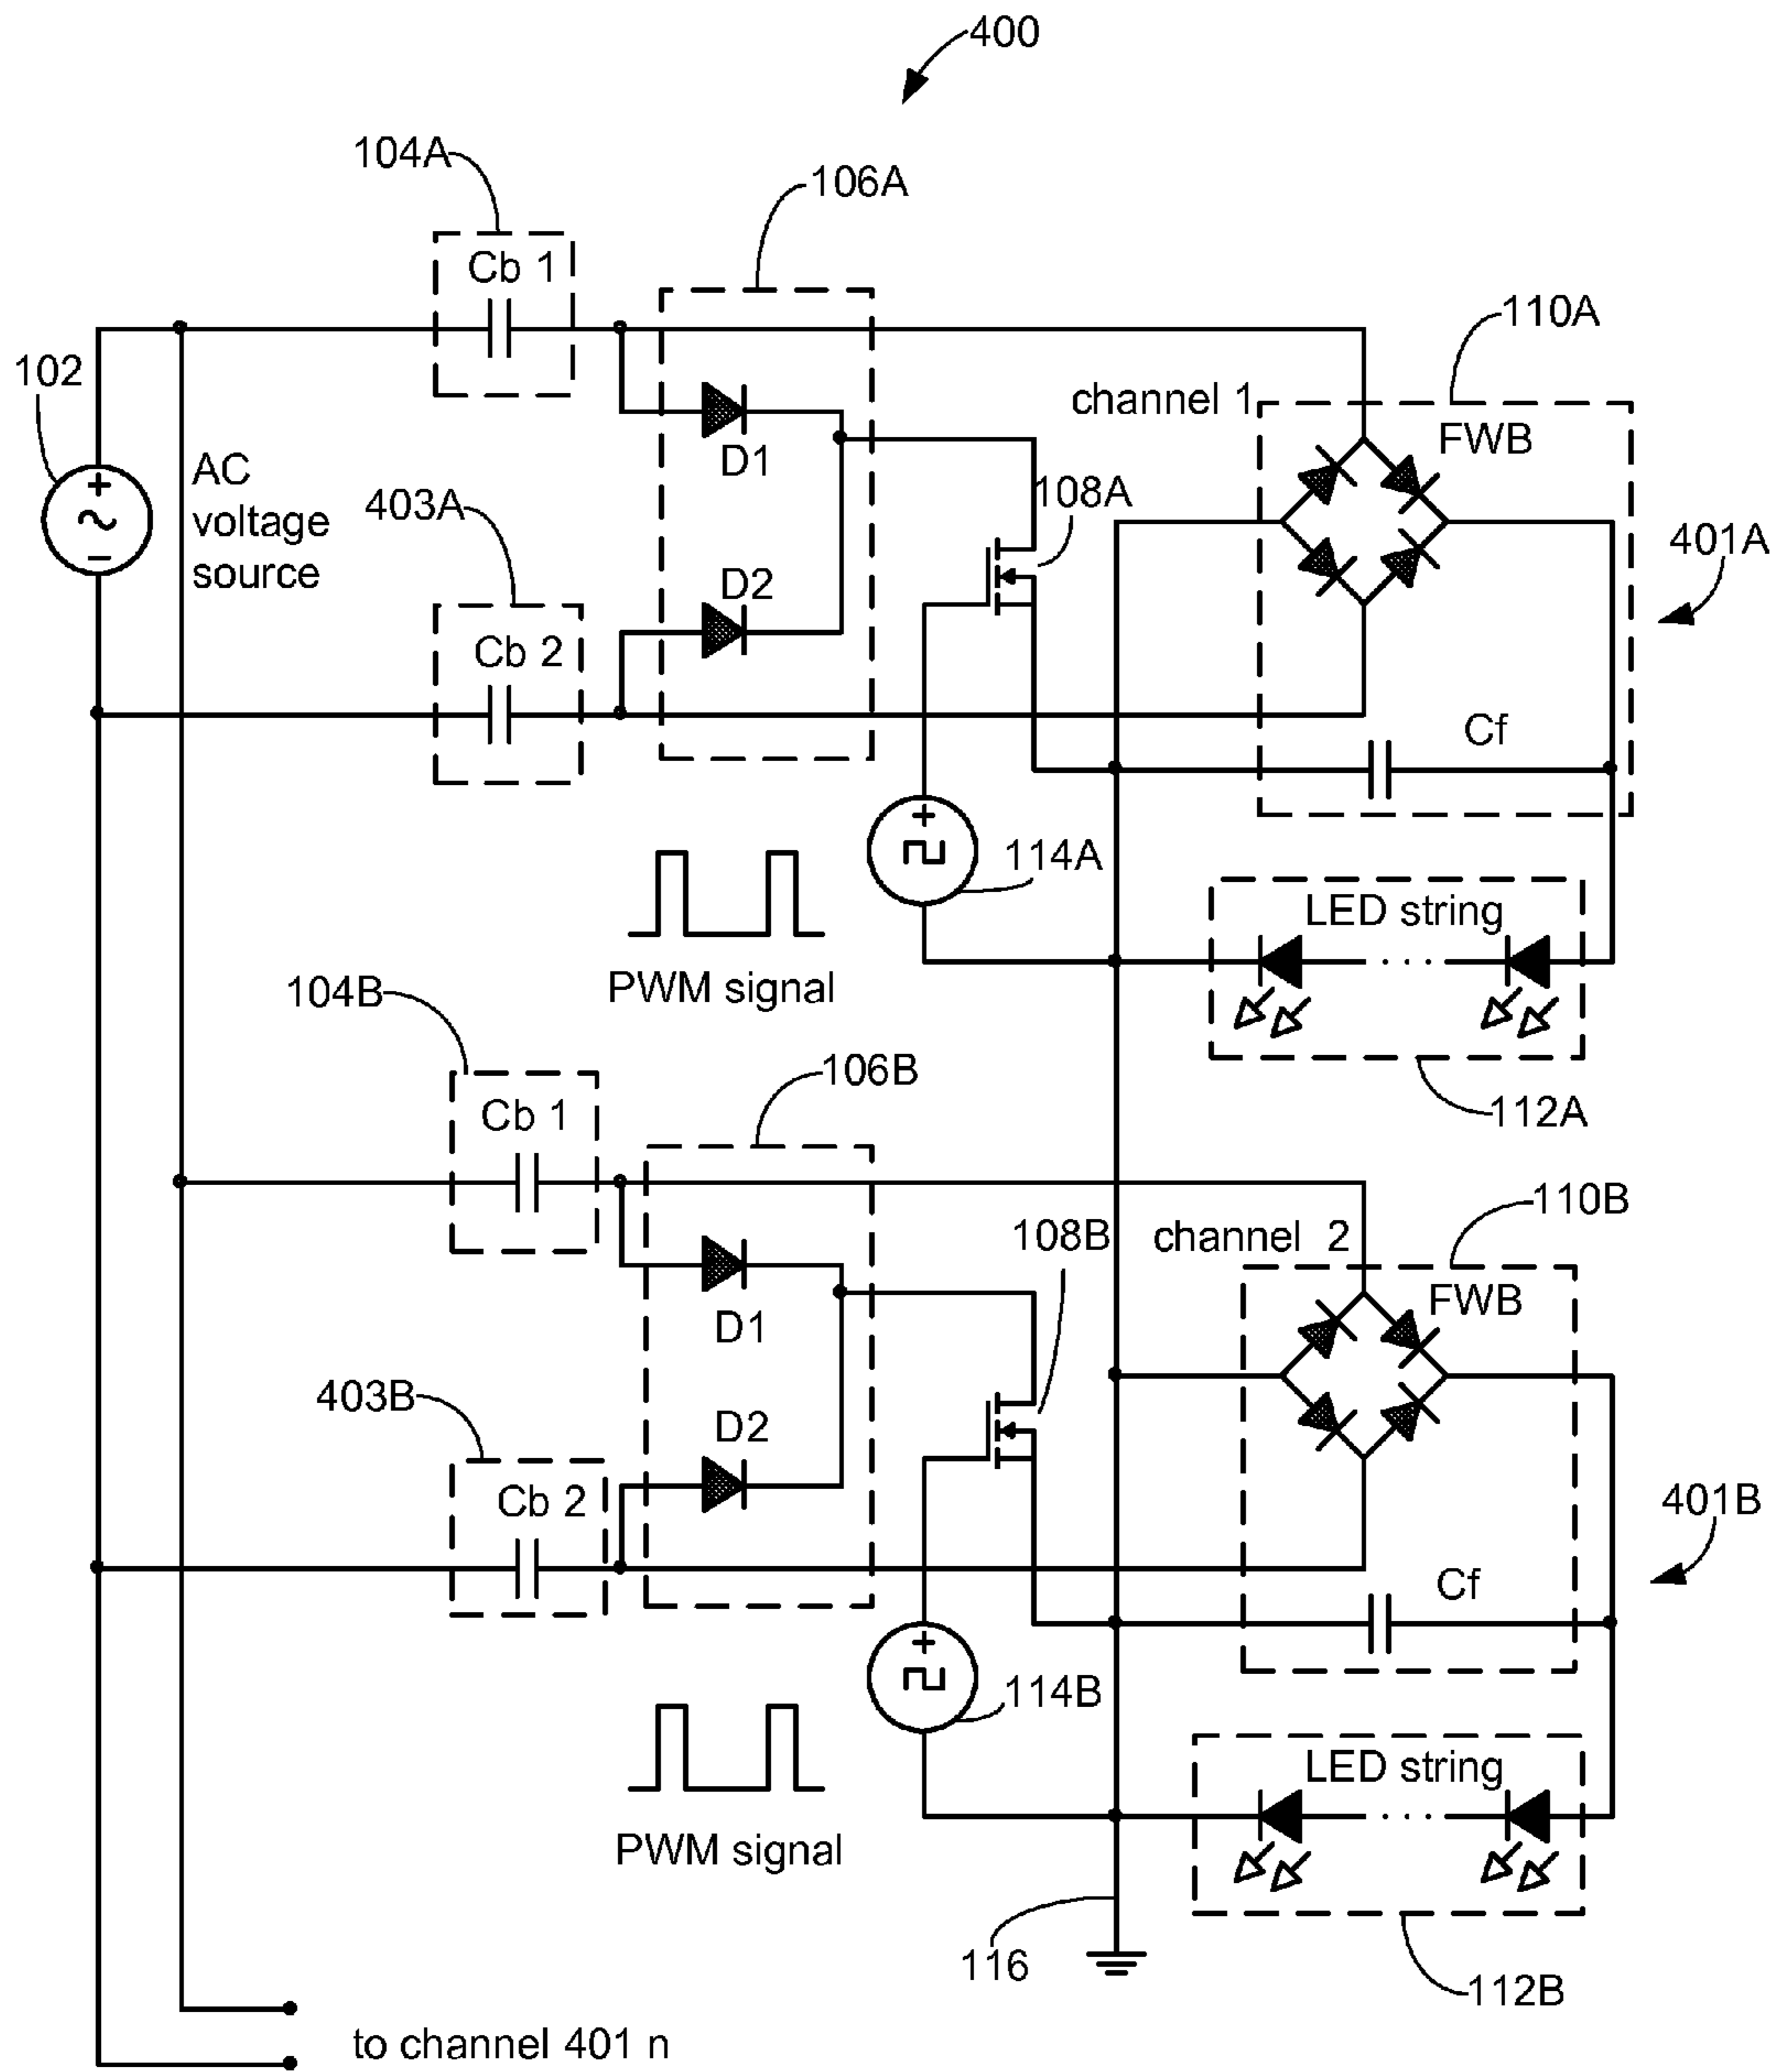 400
104A
106A
Cb 1
110A
102
channel 1
FWB
AC
voltage
source
D1
108A
403A
401A
D2
Cb 2
Cf
114A
LED string
PWM signal
104B
106B
112A
Cb 1
110B
108B
channel 2
FWB
D1
403B
D2
401B
Cb 2
Cf
114B
LED string
PWM signal
116
112B
to channel 401 n